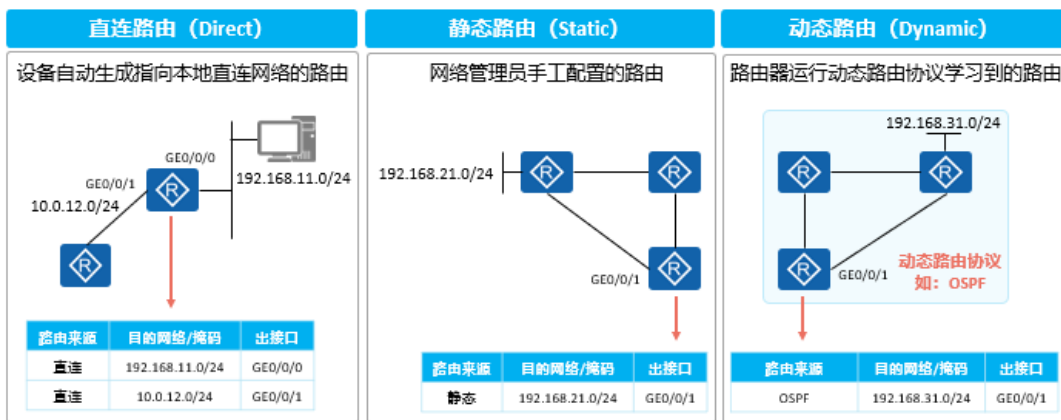 直连路由（Direct）
设备自动生成指向本地直连网络的路由
GE0/0/0
GE0/0/1
192.168.11.0/24
10.0.12.0/24
R
R
路由来源 目的网络/掩码 出接口
直连 192.168.11.0/24 GE0/0/0
直连 10.0.12.0/24 GE0/0/1
静态路由（Static）
网络管理员手工配置的路由
192.168.21.0/24
R
R
R
GE0/0/1
路由来源 目的网络/掩码 出接口
静态 192.168.21.0/24 GE0/0/1
动态路由（Dynamic）
路由器运行动态路由协议学习到的路由
192.168.31.0/24
R
R
R
GE0/0/1
动态路由协议
如：OSPF
路由来源 目的网络/掩码 出接口
OSPF 192.168.31.0/24 GE0/0/1